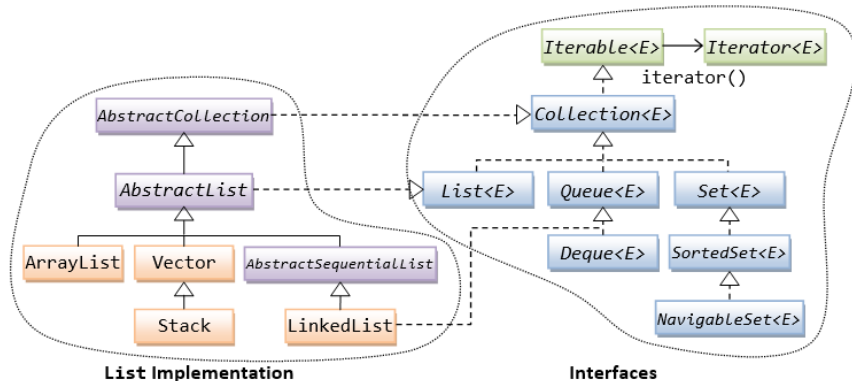 Iterable<E>
Iterator<E>
iterator()
AbstractCollection
Collection<E>
AbstractList
List<E>
Queue<E>
Set<E>
ArrayList
Vector
AbstractSequentialList
Deque<E>
SortedSet<E>
Stack
LinkedList
NavigableSet<E>
List Implementation
Interfaces